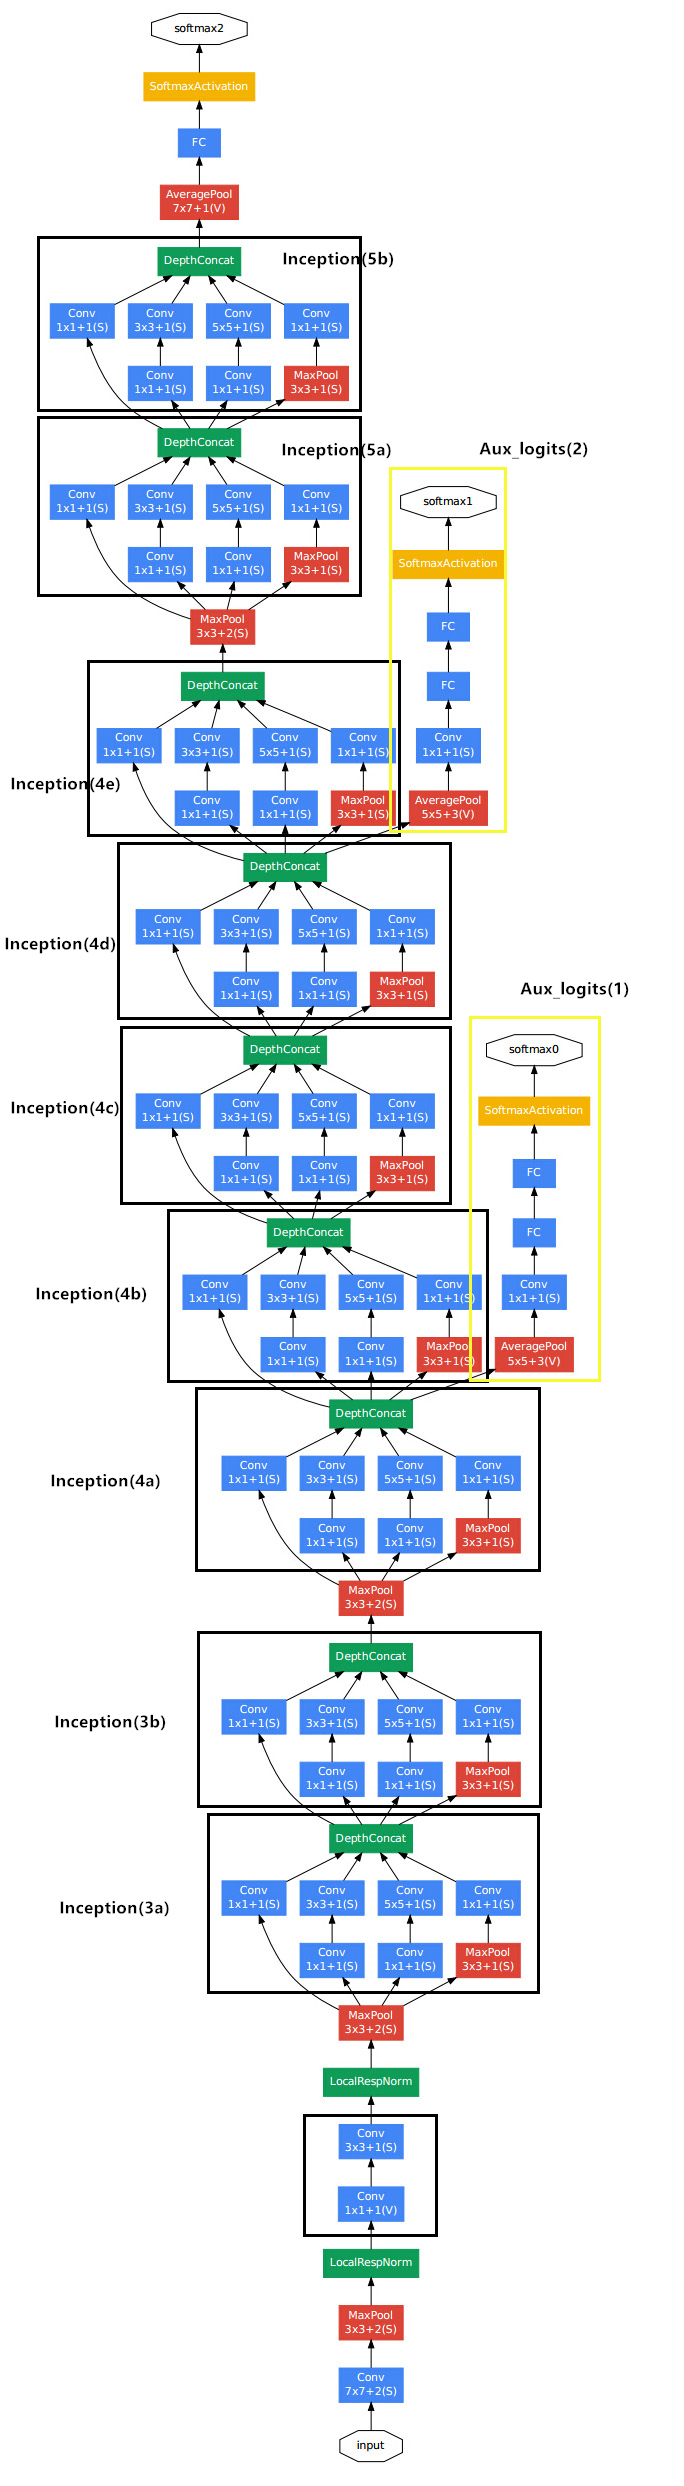 softmax2
SoftmaxActivation
FC
AveragePool
7x7+1(V)
Inception(5b)
DepthConcat
Conv
1x1+1(S)
Conv
3x3+1(S)
Conv
5x5+1(S)
Conv
1x1+1(S)
Conv
1x1+1(S)
Conv
1x1+1(S)
MaxPool
3x3+1(S)
Inception(5a)
DepthConcat
Conv
1x1+1(S)
Conv
3x3+1(S)
Conv
5x5+1(S)
Conv
1x1+1(S)
Conv
1x1+1(S)
Conv
1x1+1(S)
MaxPool
3x3+1(S)
MaxPool
3x3+2(S)
Aux_logits(2)
softmax1
SoftmaxActivation
FC
FC
Conv
1x1+1(S)
AveragePool
5x5+3(V)
Inception(4e)
DepthConcat
Conv
1x1+1(S)
Conv
3x3+1(S)
Conv
5x5+1(S)
Conv
1x1+1(S)
Conv
1x1+1(S)
Conv
1x1+1(S)
MaxPool
3x3+1(S)
Inception(4d)
DepthConcat
Conv
1x1+1(S)
Conv
3x3+1(S)
Conv
5x5+1(S)
Conv
1x1+1(S)
Conv
1x1+1(S)
Conv
1x1+1(S)
MaxPool
3x3+1(S)
Inception(4c)
DepthConcat
Conv
1x1+1(S)
Conv
3x3+1(S)
Conv
5x5+1(S)
Conv
1x1+1(S)
Conv
1x1+1(S)
Conv
1x1+1(S)
MaxPool
3x3+1(S)
Aux_logits(1)
softmax0
SoftmaxActivation
FC
FC
Conv
1x1+1(S)
AveragePool
5x5+3(V)
Inception(4b)
DepthConcat
Conv
1x1+1(S)
Conv
3x3+1(S)
Conv
5x5+1(S)
Conv
1x1+1(S)
Conv
1x1+1(S)
Conv
1x1+1(S)
MaxPool
3x3+1(S)
Inception(4a)
DepthConcat
Conv
1x1+1(S)
Conv
3x3+1(S)
Conv
5x5+1(S)
Conv
1x1+1(S)
Conv
1x1+1(S)
Conv
1x1+1(S)
MaxPool
3x3+1(S)
MaxPool
3x3+2(S)
Inception(3b)
DepthConcat
Conv
1x1+1(S)
Conv
3x3+1(S)
Conv
5x5+1(S)
Conv
1x1+1(S)
Conv
1x1+1(S)
Conv
1x1+1(S)
MaxPool
3x3+1(S)
Inception(3a)
DepthConcat
Conv
1x1+1(S)
Conv
3x3+1(S)
Conv
5x5+1(S)
Conv
1x1+1(S)
Conv
1x1+1(S)
Conv
1x1+1(S)
MaxPool
3x3+1(S)
MaxPool
3x3+2(S)
LocalRespNorm
Conv
3x3+1(S)
Conv
1x1+1(V)
LocalRespNorm
MaxPool
3x3+2(S)
Conv
7x7+2(S)
input